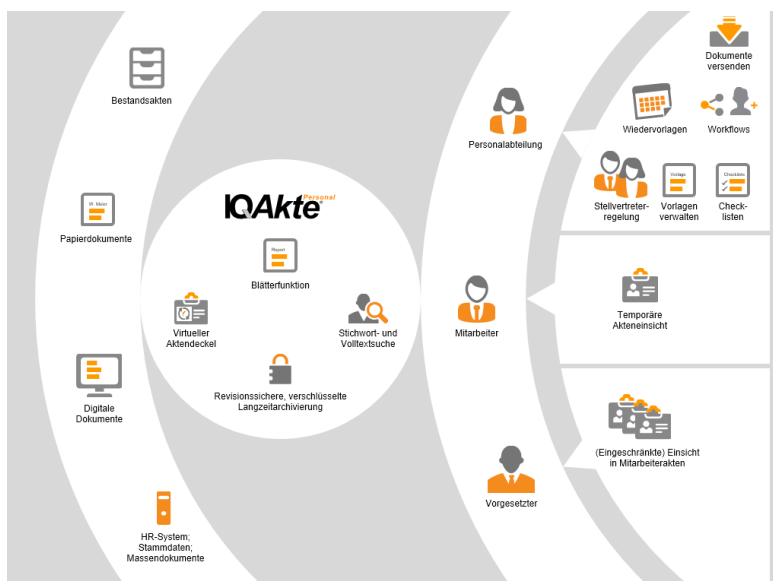 Bestandsakten
W. Maier
Papierdokumente
Digitale
Dokumente
HR-System;
Stammdaten;
Massendokumente
IQAkte Personal
Report
Blätterfunktion
Virtueller
Aktendeckel
Stichwort- und
Volltextsuche
Revisionssichere, verschlüsselte
Langzeitarchivierung
Personalabteilung
Mitarbeiter
Vorgesetzter
Dokumente
versenden
Wiedervorlagen
Workflows
Stellvertreter-
regelung
Vorlage
Vorlagen
verwalten
Checkliste
Check-
listen
Temporäre
Akteneinsicht
(Eingeschränkte) Einsicht
in Mitarbeiterakten